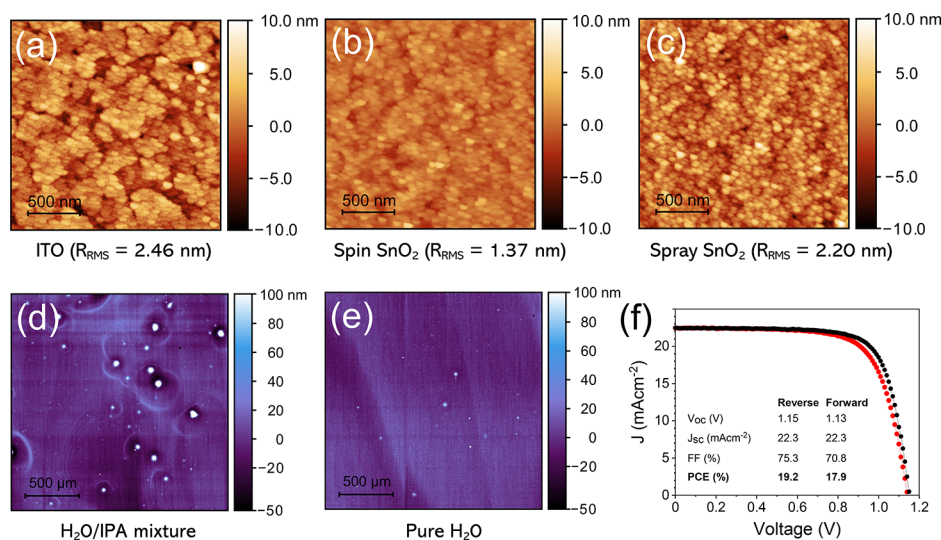 (a)
10.0 nm
5.0
0.0
−5.0
−10.0
500 nm
ITO (RRMS = 2.46 nm)
(b)
10.0 nm
5.0
0.0
−5.0
−10.0
500 nm
Spin SnO2 (RRMS = 1.37 nm)
(c)
10.0 nm
5.0
0.0
−5.0
−10.0
500 nm
Spray SnO2 (RRMS = 2.20 nm)
(d)
100 nm
80
60
40
20
0
−50
500 µm
H2O/IPA mixture
(e)
100 nm
80
60
40
20
0
−50
500 µm
Pure H2O
(f)
J (mAcm-2)
20
15
10
5
0
Reverse Forward
VOC (V) 1.15 1.13
JSC (mAcm-2) 22.3 22.3
FF (%) 75.3 70.8
PCE (%) 19.2 17.9
0 0.2 0.4 0.6 0.8 1.0 1.2
Voltage (V)